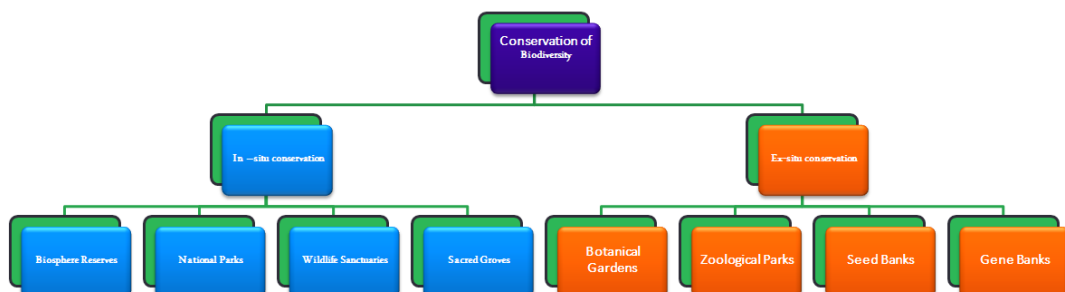 Conservation of
Biodiversity
In –situ conservation
Ex-situ conservation
Biosphere Reserves
National Parks
Wildlife Sanctuaries
Sacred Groves
Botanical
Gardens
Zoological Parks
Seed Banks
Gene Banks